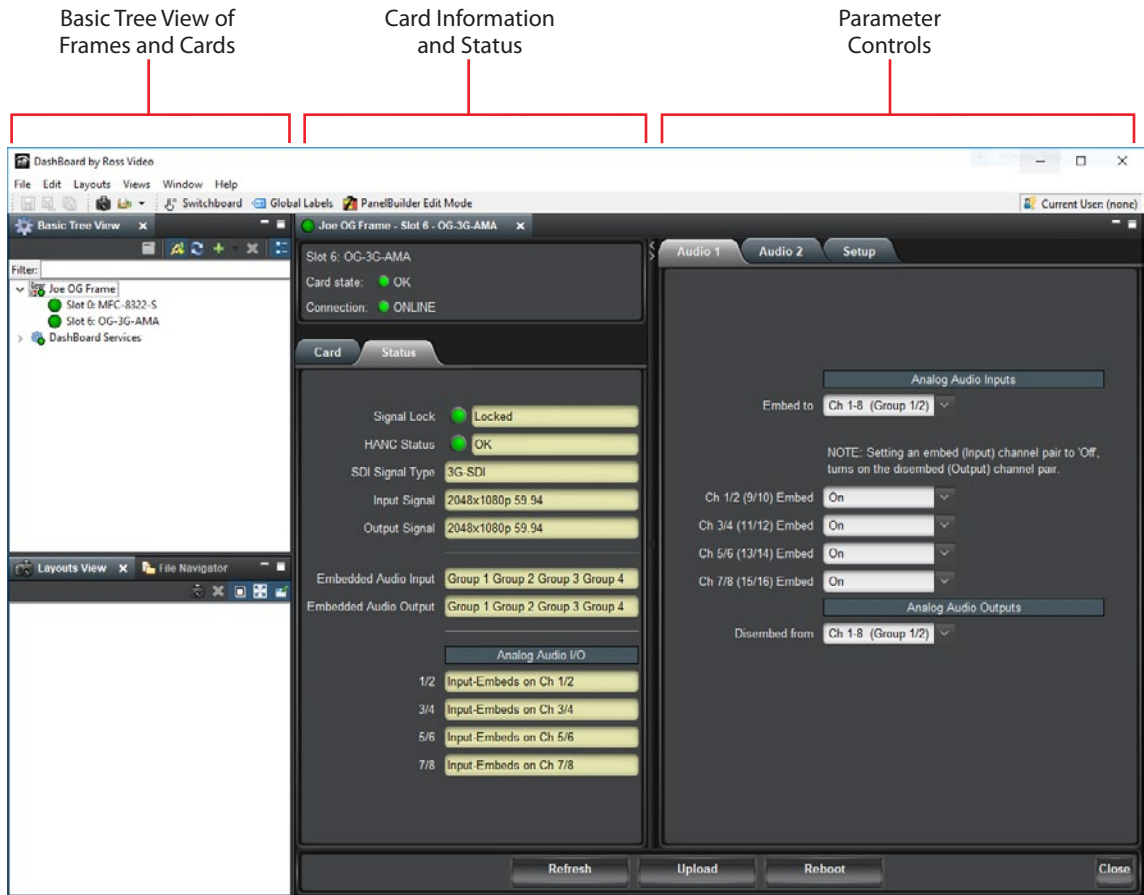 Basic Tree View of
Frames and Cards
Card Information
and Status
Parameter
Controls
DashBoard by Ross Video
File Edit Layouts Views Window Help
Switchboard Global Labels PanelBuilder Edit Mode
Current User: (none)
Basic Tree View
Filter:
Joe OG Frame
Slot 0: MFC-8322-S
Slot 6: OG-3G-AMA
DashBoard Services
Layouts View File Navigator
Joe OG Frame - Slot 6 - OG-3G-AMA
Slot 6: OG-3G-AMA
Card state: OK
Connection: ONLINE
Card Status
Signal Lock Locked
HANC Status OK
SDI Signal Type 3G-SDI
Input Signal 2048x1080p 59.94
Output Signal 2048x1080p 59.94
Embedded Audio Input Group 1 Group 2 Group 3 Group 4
Embedded Audio Output Group 1 Group 2 Group 3 Group 4
Analog Audio I/O
1/2 Input-Embeds on Ch 1/2
3/4 Input-Embeds on Ch 3/4
5/6 Input-Embeds on Ch 5/6
7/8 Input-Embeds on Ch 7/8
Audio 1 Audio 2 Setup
Analog Audio Inputs
Embed to Ch 1-8 (Group 1/2)
NOTE: Setting an embed (Input) channel pair to 'Off',
turns on the disembed (Output) channel pair.
Ch 1/2 (9/10) Embed On
Ch 3/4 (11/12) Embed On
Ch 5/6 (13/14) Embed On
Ch 7/8 (15/16) Embed On
Analog Audio Outputs
Disembed from Ch 1-8 (Group 1/2)
Refresh Upload Reboot Close